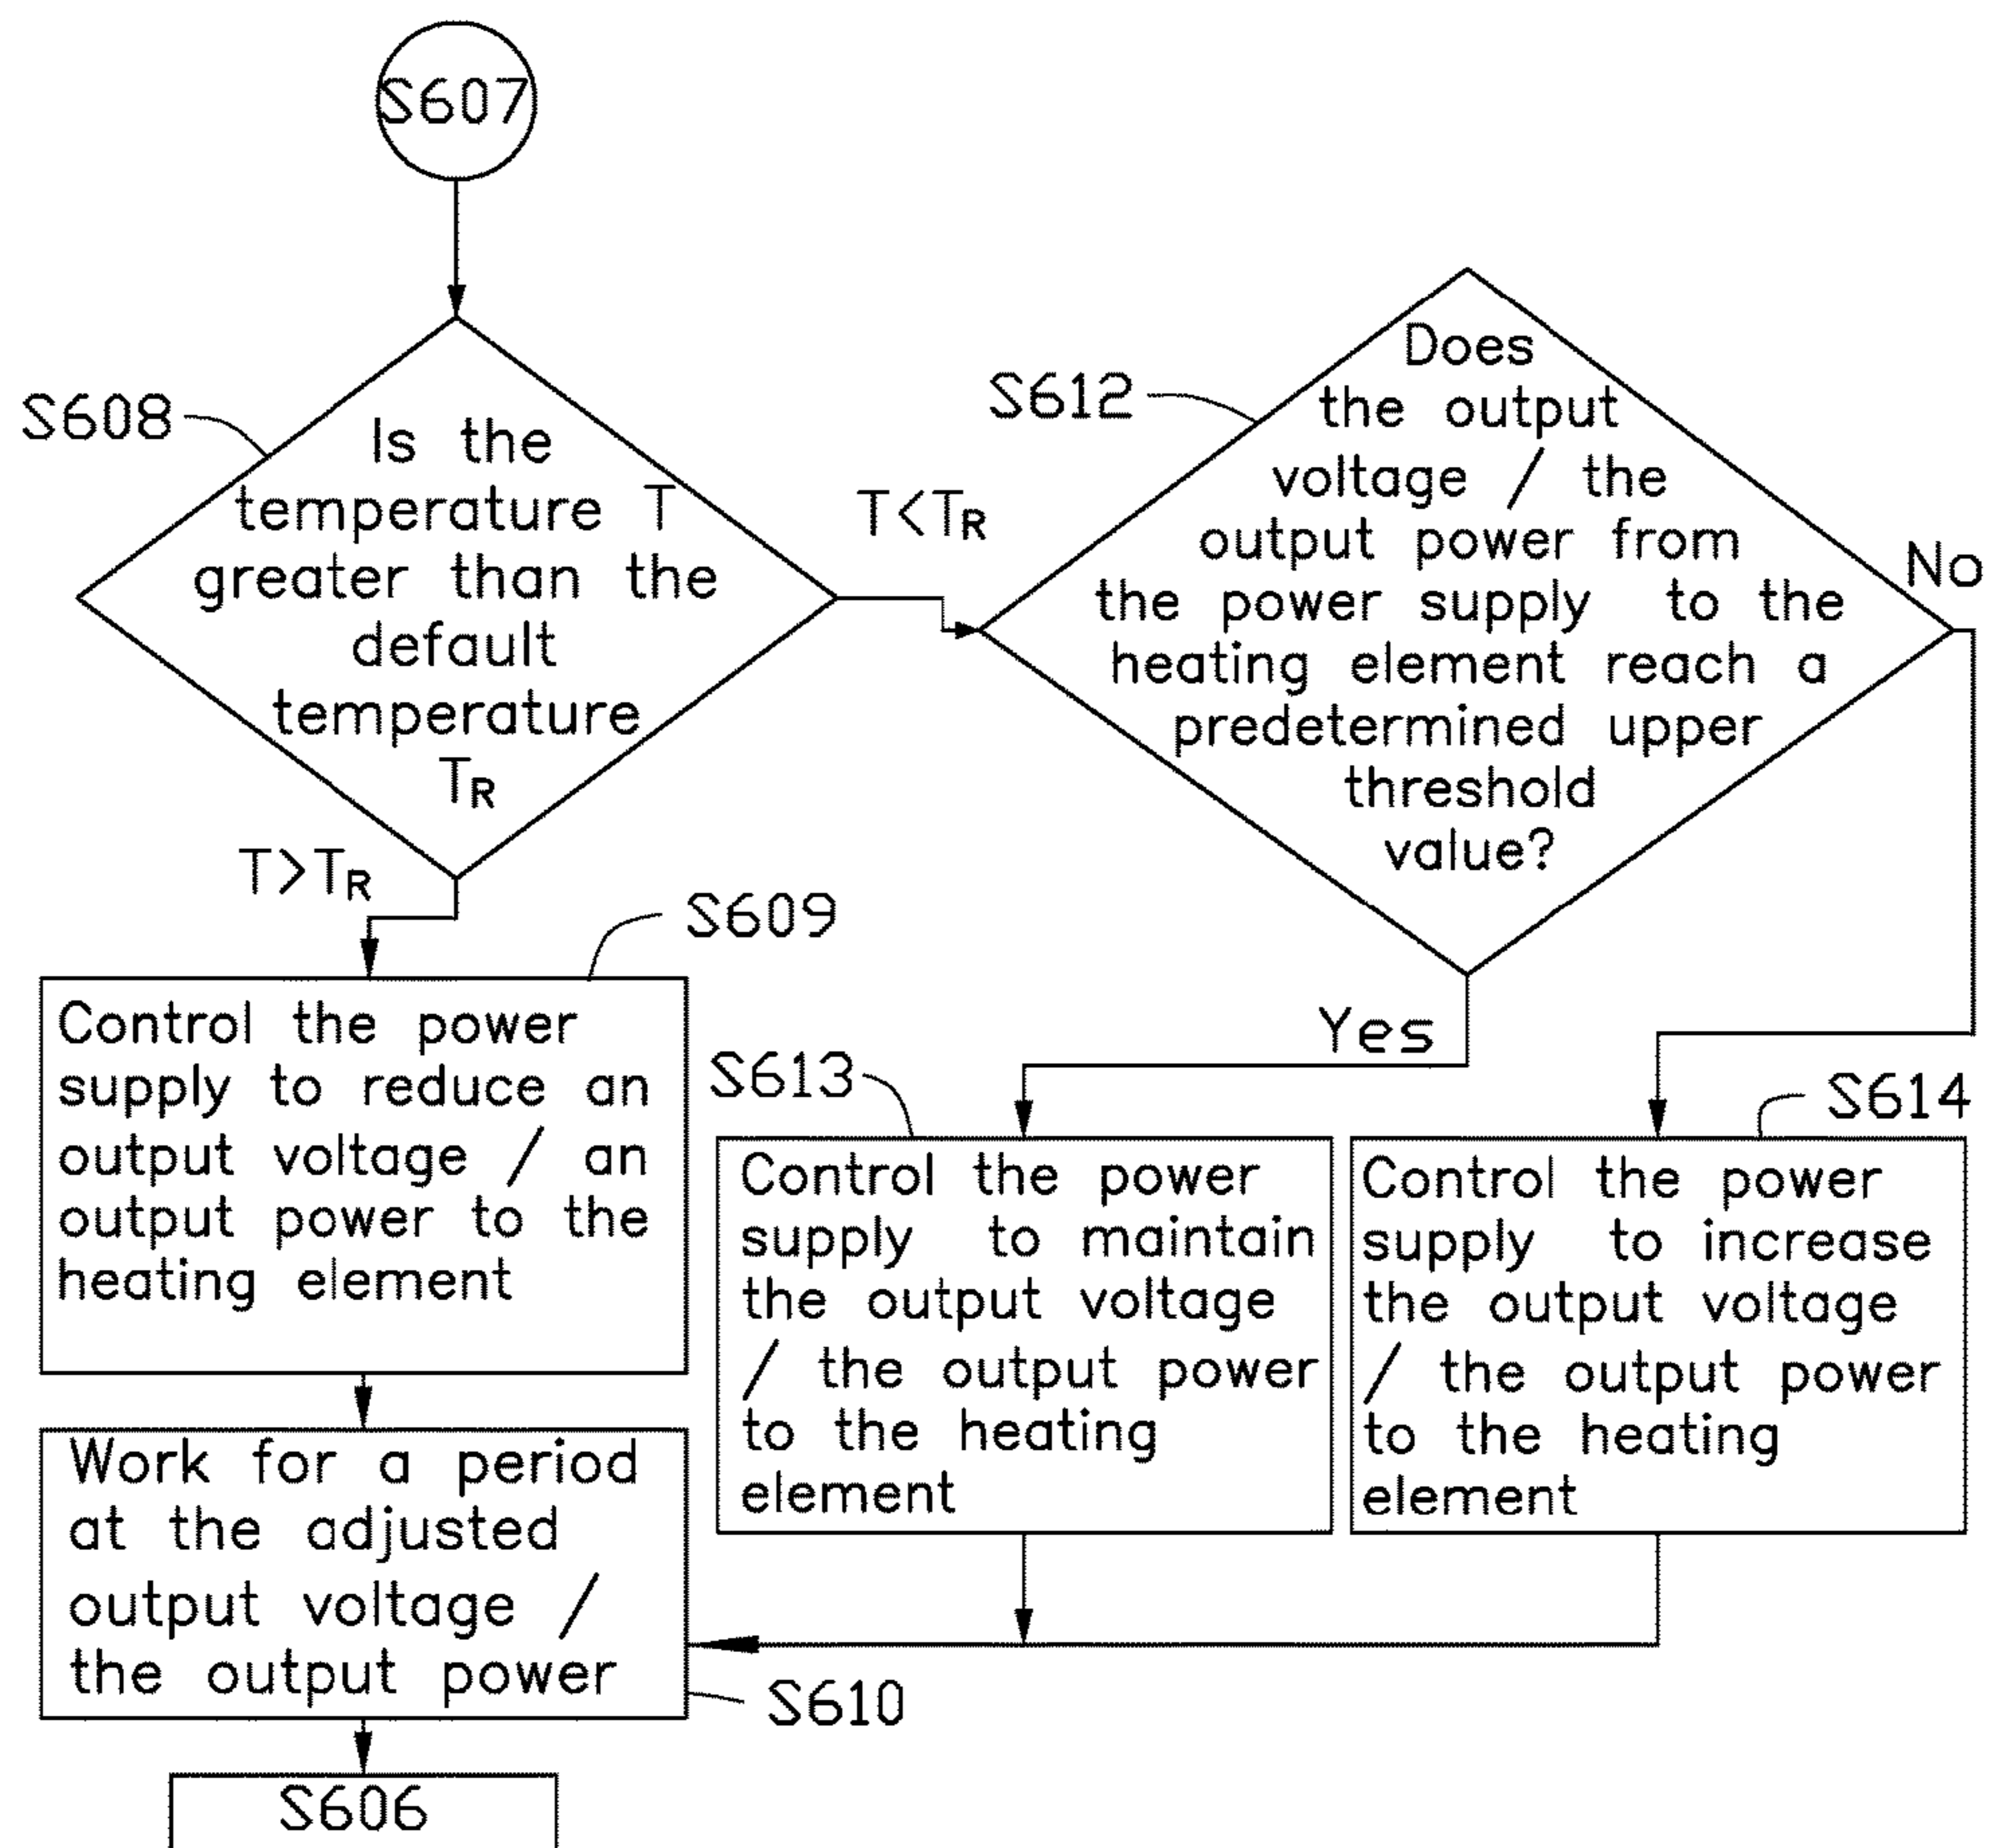 S607
S608
Is the
temperature T
greater than the
default
temperature
TR
T<TR
T>TR
S612
Does
the output
voltage / the
output power from
the power supply to the
heating element reach a
predetermined upper
threshold
value?
No
Yes
S609
Control the power
supply to reduce an
output voltage / an
output power to the
heating element
S613
Control the power
supply to maintain
the output voltage
/ the output power
to the heating
element
S614
Control the power
supply to increase
the output voltage
/ the output power
to the heating
element
Work for a period
at the adjusted
output voltage /
the output power
S610
S606